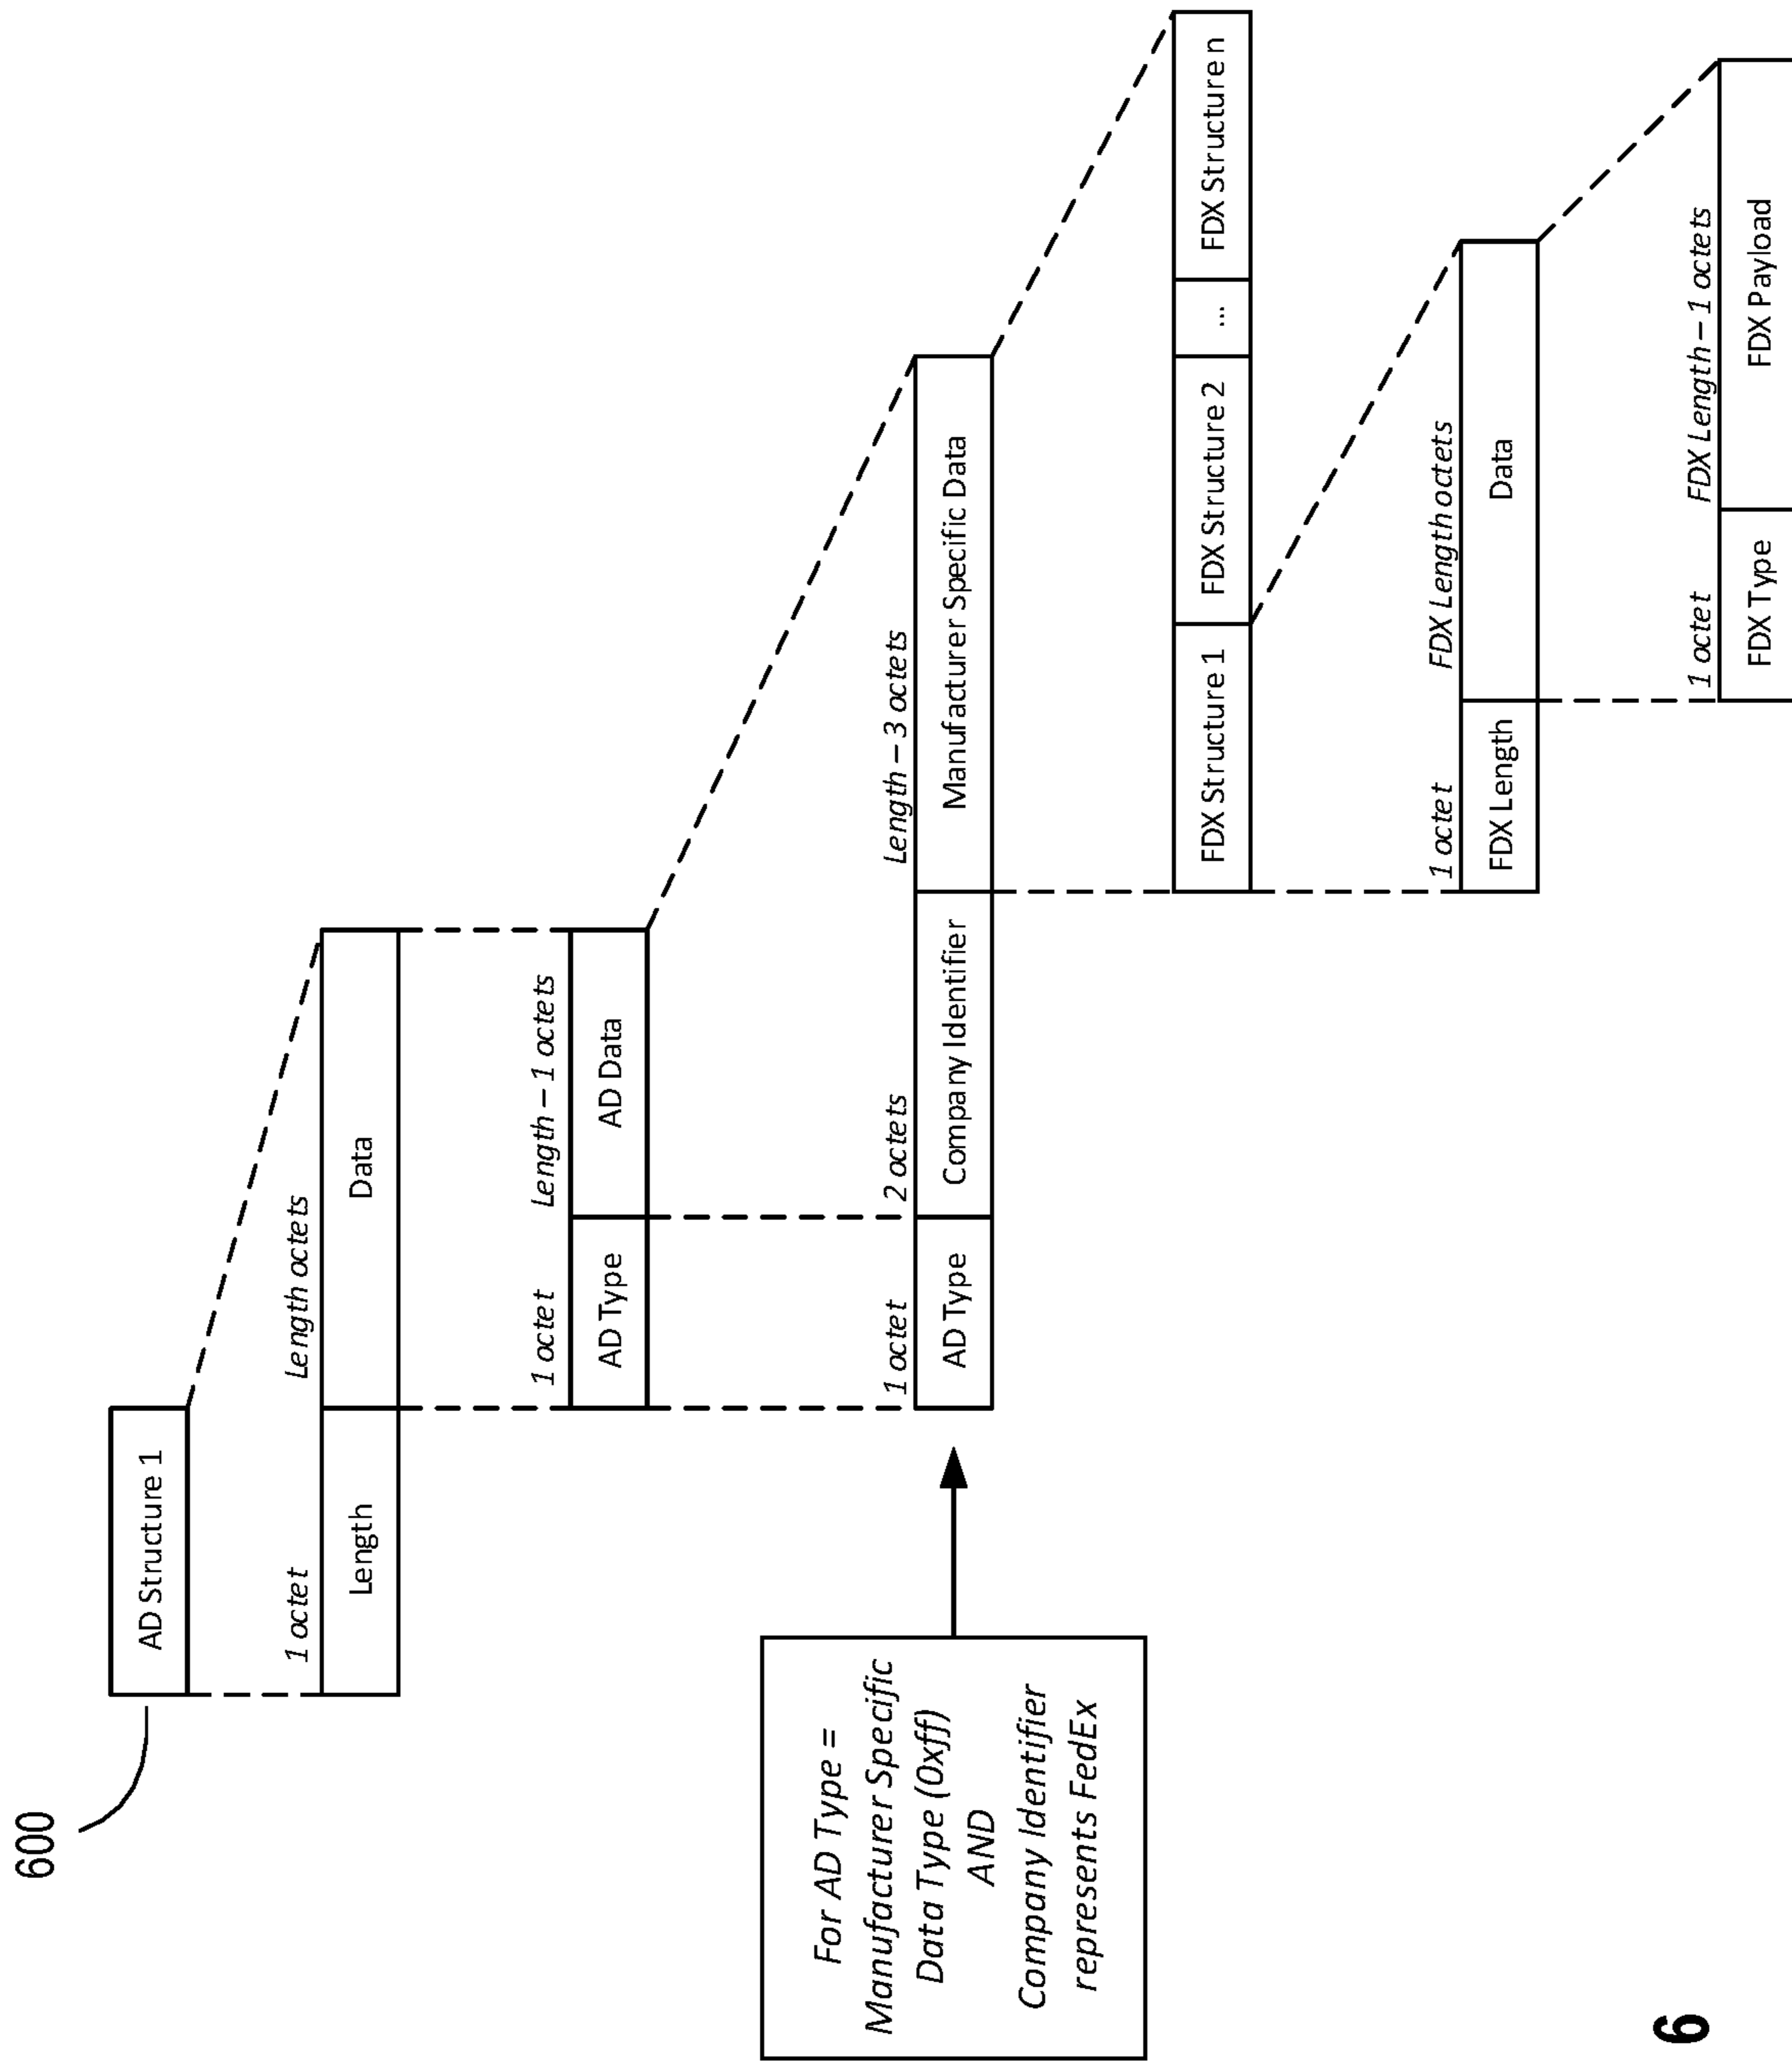 600
AD Structure 1
1 octet
Length octets
Length
Data
1 octet
Length – 1 octets
AD Type
AD Data
For AD Type =
Manufacturer Specific
Data Type (0xff)
AND
Company Identifier
represents FedEx
1 octet
2 octets
Length – 3 octets
AD Type
Company Identifier
Manufacturer Specific Data
FDX Structure 1
FDX Structure 2
...
FDX Structure n
1 octet
FDX Length octets
FDX Length
Data
1 octet
FDX Length – 1 octets
FDX Type
FDX Payload
6